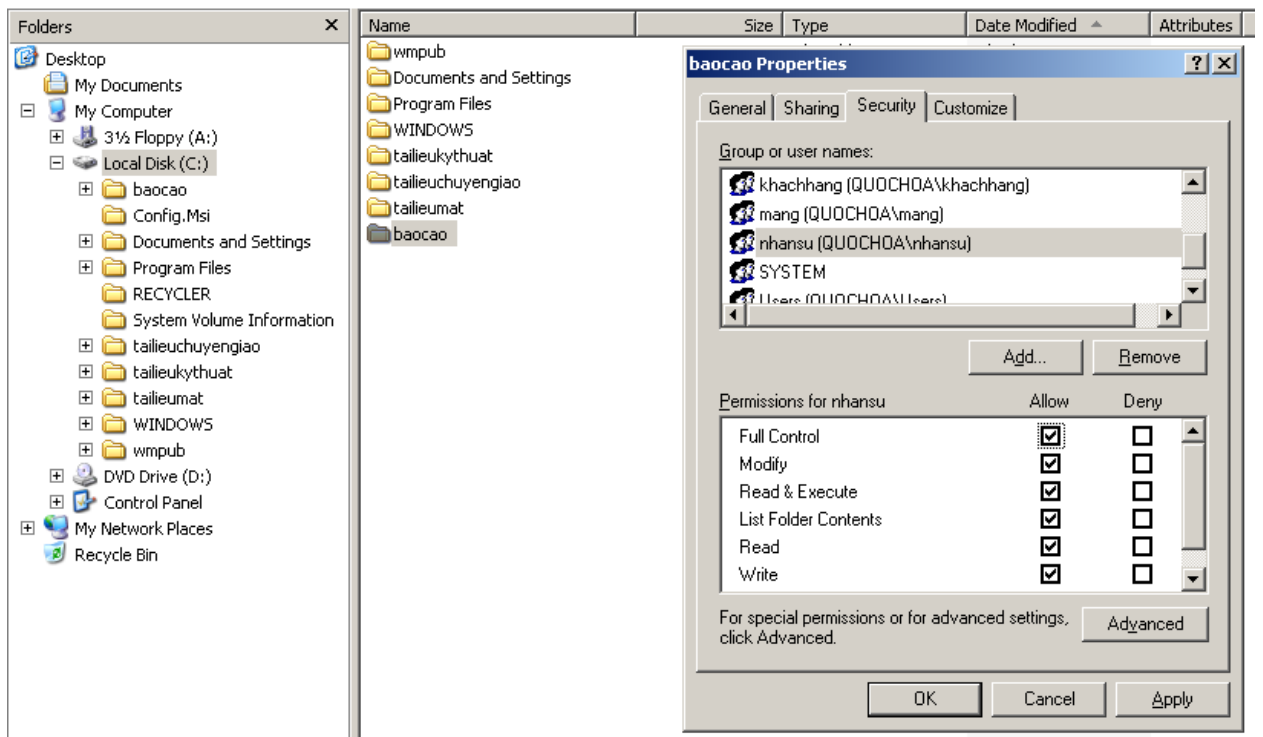 Folders
Desktop
My Documents
My Computer
3½ Floppy (A:)
Local Disk (C:)
baocao
Config.Msi
Documents and Settings
Program Files
RECYCLER
System Volume Information
tailieuchuyengiao
tailieukythuat
tailieumat
WINDOWS
wmpub
DVD Drive (D:)
Control Panel
My Network Places
Recycle Bin
Name Size Type Date Modified Attributes
wmpub
Documents and Settings
Program Files
WINDOWS
tailieukythuat
tailieuchuyengiao
tailieumat
baocao
baocao Properties
General Sharing Security Customize
Group or user names:
khachhang (QUOCHOA\khachhang)
mang (QUOCHOA\mang)
nhansu (QUOCHOA\nhansu)
SYSTEM
Users (QUOCHOA\Users)
Add... Remove
Permissions for nhansu Allow Deny
Full Control
Modify
Read & Execute
List Folder Contents
Read
Write
For special permissions or for advanced settings,
click Advanced.
Advanced
OK Cancel Apply